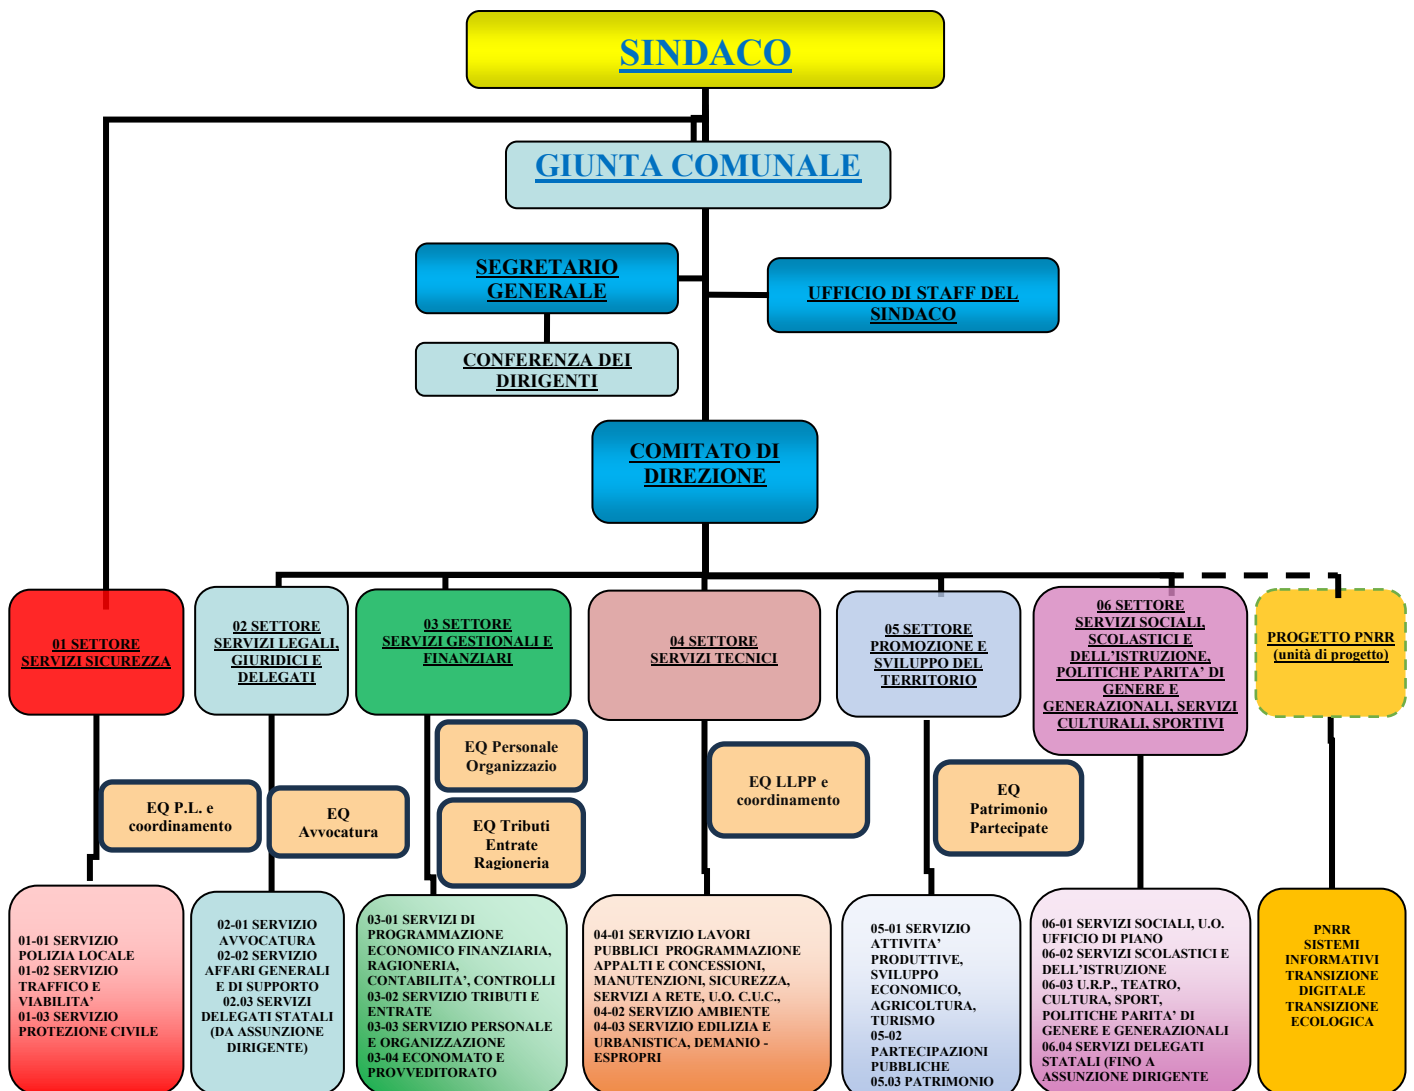 SINDACO
GIUNTA COMUNALE
SEGRETARIO
GENERALE
UFFICIO DI STAFF DEL
SINDACO
CONFERENZA DEI
DIRIGENTI
COMITATO DI
DIREZIONE
01 SETTORE
SERVIZI SICUREZZA
02 SETTORE
SERVIZI LEGALI,
GIURIDICI E
DELEGATI
03 SETTORE
SERVIZI GESTIONALI E
FINANZIARI
04 SETTORE
SERVIZI TECNICI
05 SETTORE
PROMOZIONE E
SVILUPPO DEL
TERRITORIO
06 SETTORE
SERVIZI SOCIALI,
SCOLASTICI E
DELL'ISTRUZIONE,
POLITICHE PARITA' DI
GENERE E
GENERAZIONALI, SERVIZI
CULTURALI, SPORTIVI
PROGETTO PNRR
(unità di progetto)
EQ P.L. e
coordinamento
EQ
Avvocatura
EQ Personale
Organizzazio
EQ Tributi
Entrate
Ragioneria
EQ LLPP e
coordinamento
EQ
Patrimonio
Partecipate
01-01 SERVIZIO
POLIZIA LOCALE
01-02 SERVIZIO
TRAFFICO E
VIABILITA'
01-03 SERVIZIO
PROTEZIONE CIVILE
02-01 SERVIZIO
AVVOCATURA
02-02 SERVIZIO
AFFARI GENERALI
E DI SUPPORTO
02.03 SERVIZI
DELEGATI STATALI
(DA ASSUNZIONE
DIRIGENTE)
03-01 SERVIZI DI
PROGRAMMAZIONE
ECONOMICO FINANZIARIA,
RAGIONERIA,
CONTABILITA', CONTROLLI
03-02 SERVIZIO TRIBUTI E
ENTRATE
03-03 SERVIZIO PERSONALE
E ORGANIZZAZIONE
03-04 ECONOMATO E
PROVVEDITORATO
04-01 SERVIZIO LAVORI
PUBBLICI PROGRAMMAZIONE
APPALTI E CONCESSIONI,
MANUTENZIONI, SICUREZZA,
SERVIZI A RETE, U.O. C.U.C.,
04-02 SERVIZIO AMBIENTE
04-03 SERVIZIO EDILIZIA E
URBANISTICA, DEMANIO -
ESPROPRI
05-01 SERVIZIO
ATTIVITA'
PRODUTTIVE,
SVILUPPO
ECONOMICO,
AGRICOLTURA,
TURISMO
05-02
PARTECIPAZIONI
PUBBLICHE
05.03 PATRIMONIO
06-01 SERVIZI SOCIALI, U.O.
UFFICIO DI PIANO
06-02 SERVIZI SCOLASTICI E
DELL'ISTRUZIONE
06-03 U.R.P., TEATRO,
CULTURA, SPORT,
POLITICHE PARITA' DI
GENERE E GENERAZIONALI
06.04 SERVIZI DELEGATI
STATALI (FINO A
ASSUNZIONE DIRIGENTE
PNRR
SISTEMI
INFORMATIVI
TRANSIZIONE
DIGITALE
TRANSIZIONE
ECOLOGICA